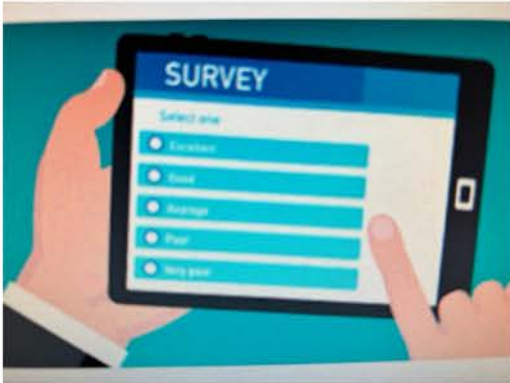 SURVEY
Select one
Excellent
Good
Average
Poor
Very poor